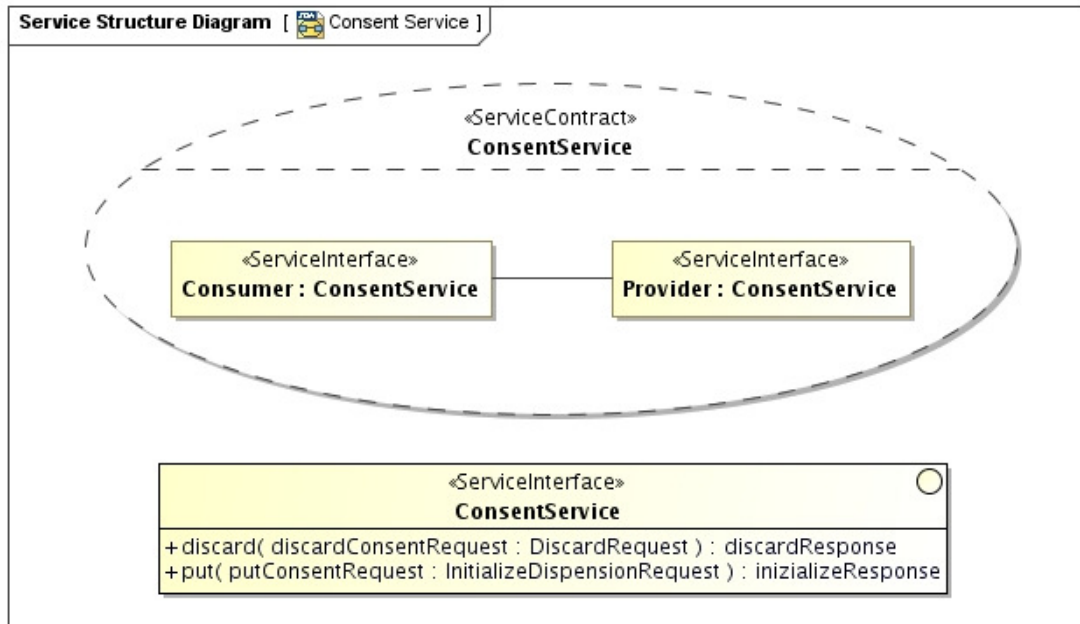 Service Structure Diagram [ Consent Service ]
«ServiceContract»
ConsentService
«ServiceInterface»
Consumer : ConsentService
«ServiceInterface»
Provider : ConsentService
«ServiceInterface»
ConsentService
+discard( discardConsentRequest : DiscardRequest ) : discardResponse
+put( putConsentRequest : InitializeDispensionRequest ) : inizializeResponse